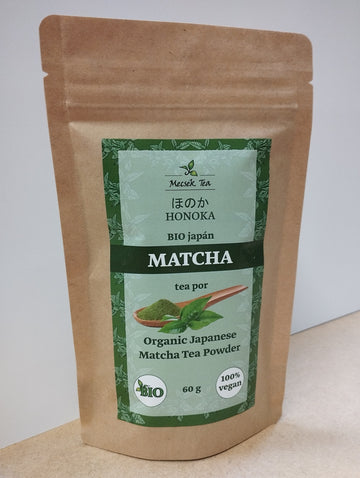 Mecsek Tea
ほのか
HONOKA
BIO japán
MATCHA
tea por
Organic Japanese
Matcha Tea Powder
BIO
60 g
100%
vegan